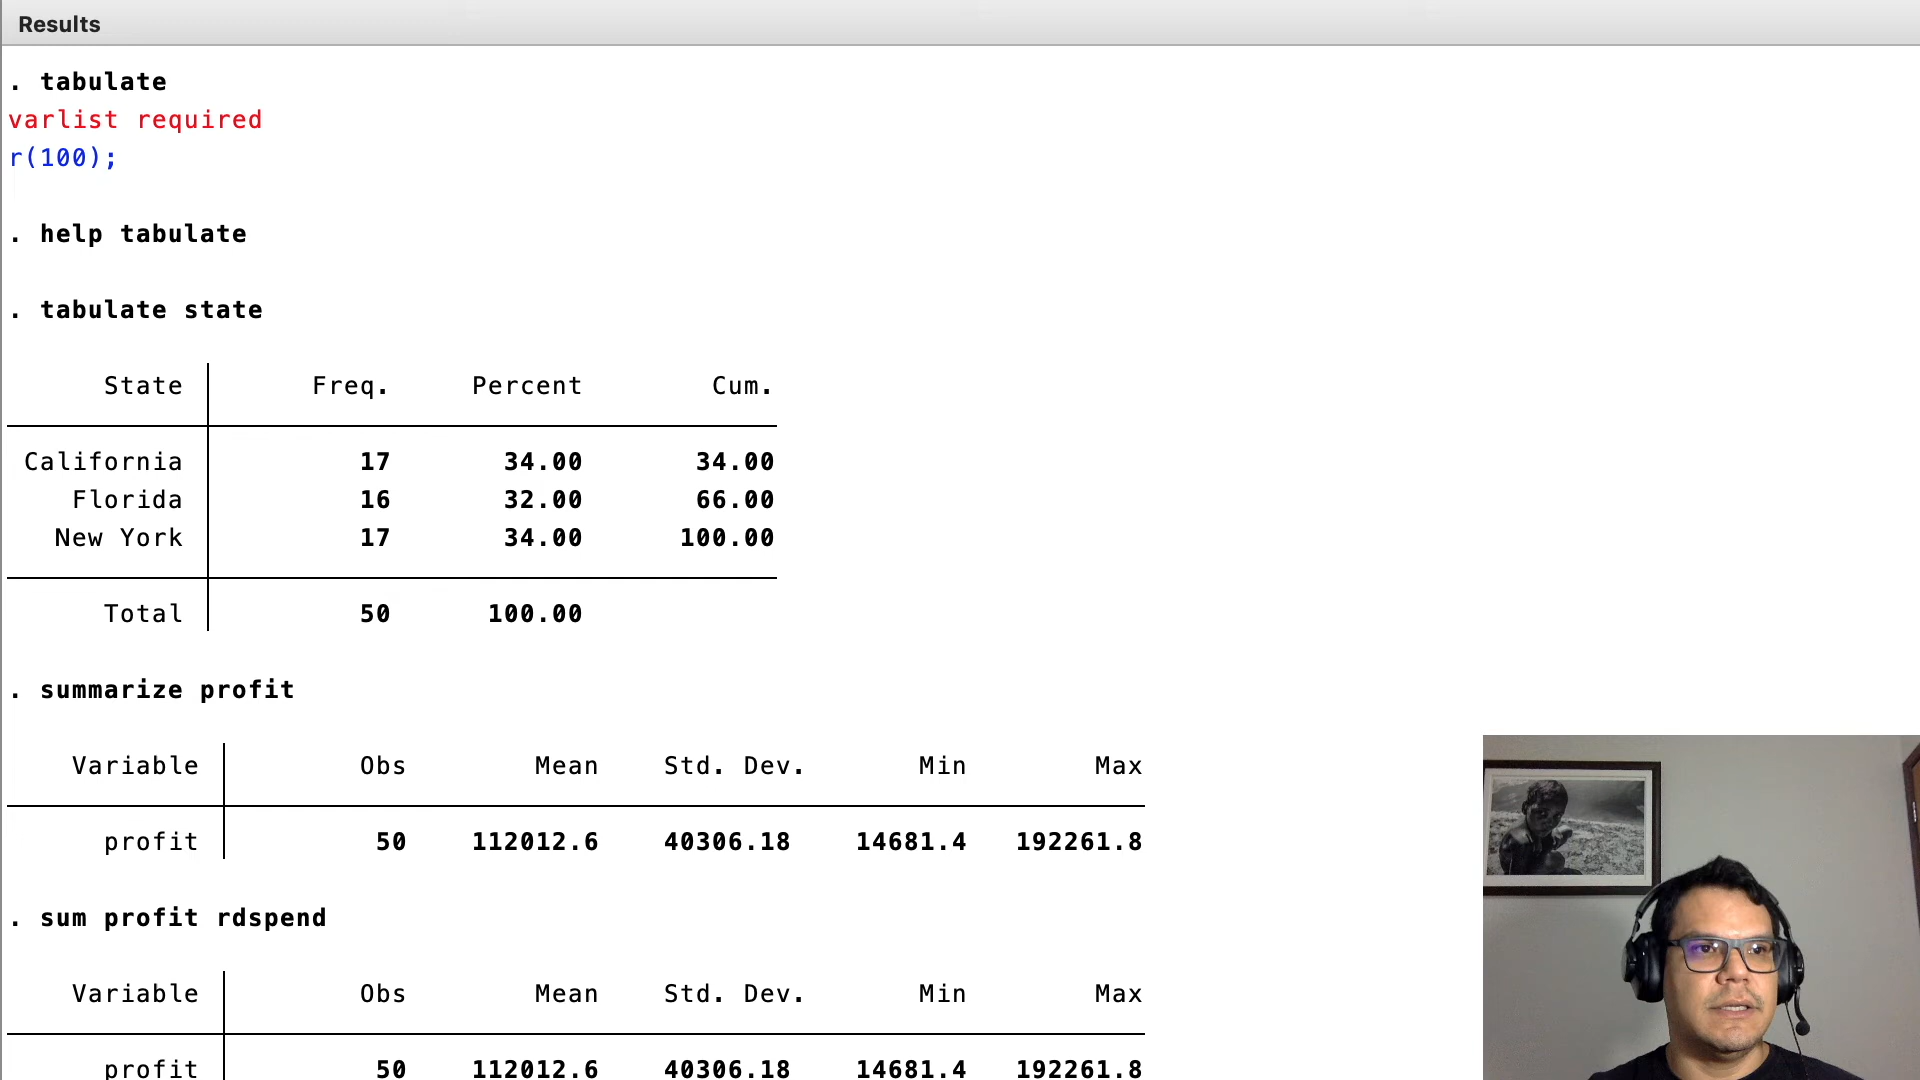 Results
. tabulate
varlist required
r(100);
. help tabulate
. tabulate state
State Freq. Percent Cum.
California 17 34.00 34.00
Florida 16 32.00 66.00
New York 17 34.00 100.00
Total 50 100.00
. summarize profit
Variable Obs Mean Std. Dev. Min Max
profit 50 112012.6 40306.18 14681.4 192261.8
. sum profit rdspend
Variable Obs Mean Std. Dev. Min Max
profit 50 112012.6 40306.18 14681.4 192261.8